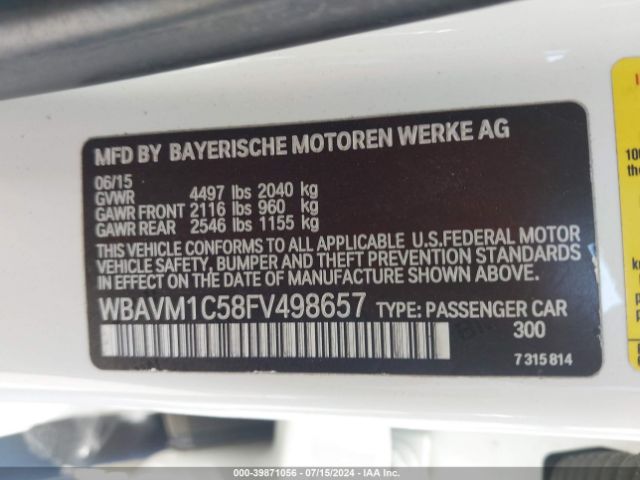 MFD BY BAYERISCHE MOTOREN WERKE AG
06/15
GVWR 4497 lbs 2040 kg
GAWR FRONT 2116 lbs 960 kg
GAWR REAR 2546 lbs 1155 kg
THIS VEHICLE CONFORMS TO ALL APPLICABLE U.S.FEDERAL MOTOR
VEHICLE SAFETY, BUMPER AND THEFT PREVENTION STANDARDS
IN EFFECT ON THE DATE OF MANUFACTURE SHOWN ABOVE.
WBAVM1C58FV498657 TYPE: PASSENGER CAR
300
7 315 814
000-39871056 - 07/15/2024 - IAA Inc.